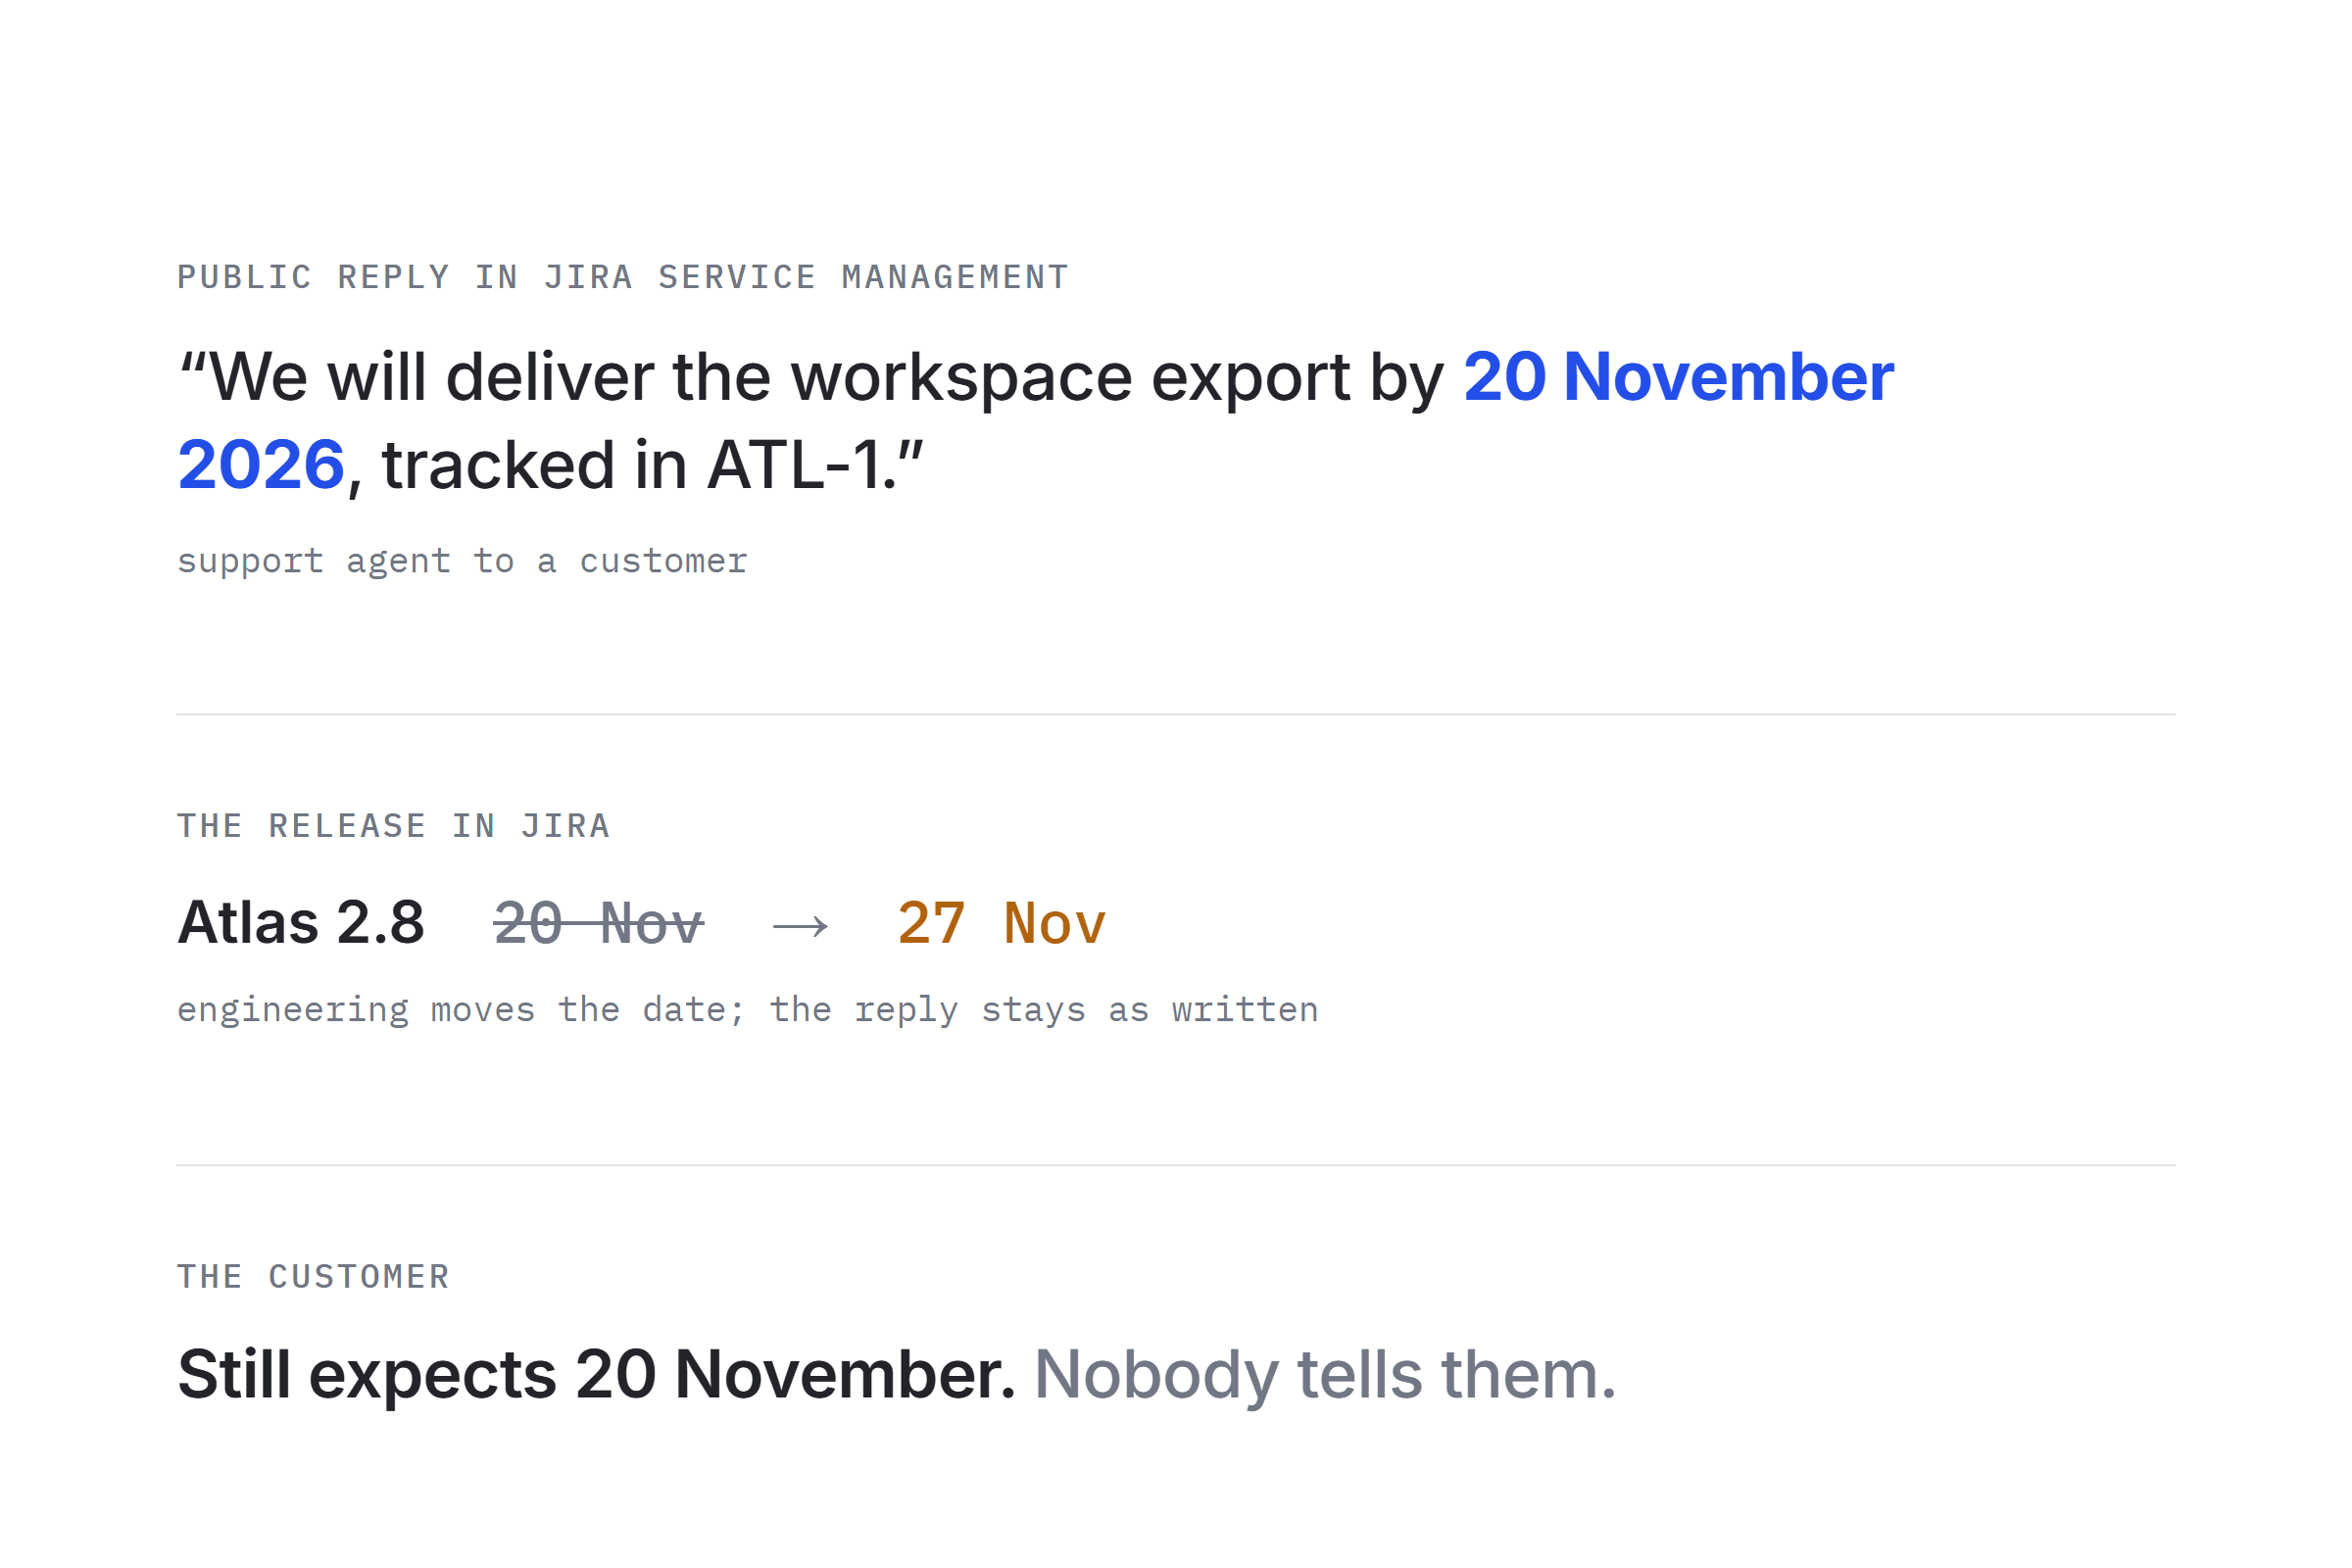 PUBLIC REPLY IN JIRA SERVICE MANAGEMENT
“We will deliver the workspace export by 20 November
2026, tracked in ATL-1.”
support agent to a customer
THE RELEASE IN JIRA
Atlas 2.8 20 Nov → 27 Nov
engineering moves the date; the reply stays as written
THE CUSTOMER
Still expects 20 November. Nobody tells them.